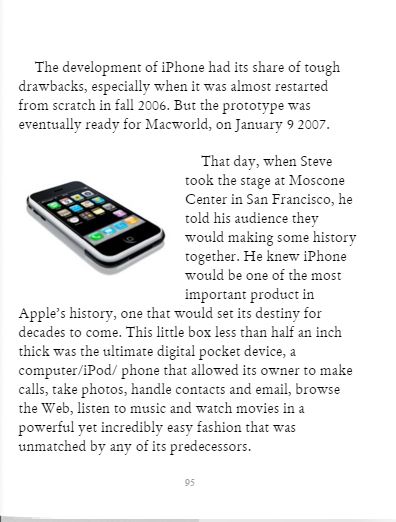 The development of iPhone had its share of tough
drawbacks, especially when it was almost restarted
from scratch in fall 2006. But the prototype was
eventually ready for Macworld, on January 9 2007.
That day, when Steve
took the stage at Moscone
Center in San Francisco, he
told his audience they
would making some history
together. He knew iPhone
would be one of the most
important product in
Apple's history, one that would set its destiny for
decades to come. This little box less than half an inch
thick was the ultimate digital pocket device, a
computer/iPod/ phone that allowed its owner to make
calls, take photos, handle contacts and email, browse
the Web, listen to music and watch movies in a
powerful yet incredibly easy fashion that was
unmatched by any of its predecessors.
95